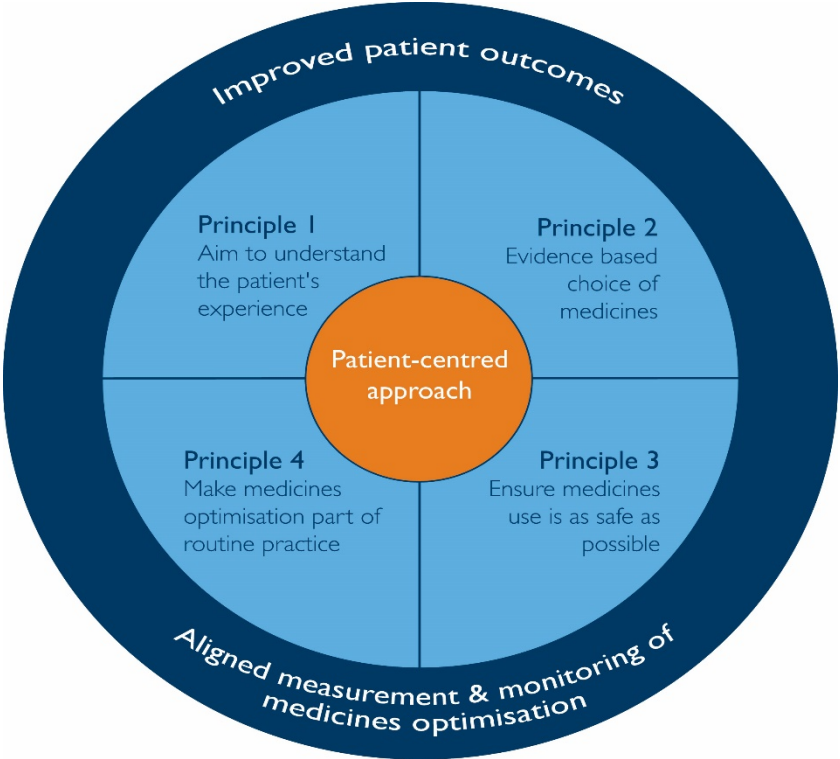 Improved patient outcomes
Principle 1
Aim to understand
the patient's
experience
Principle 2
Evidence based
choice of
medicines
Patient-centred
approach
Principle 4
Make medicines
optimisation part of
routine practice
Principle 3
Ensure medicines
use is as safe as
possible
Aligned measurement & monitoring of
medicines optimisation